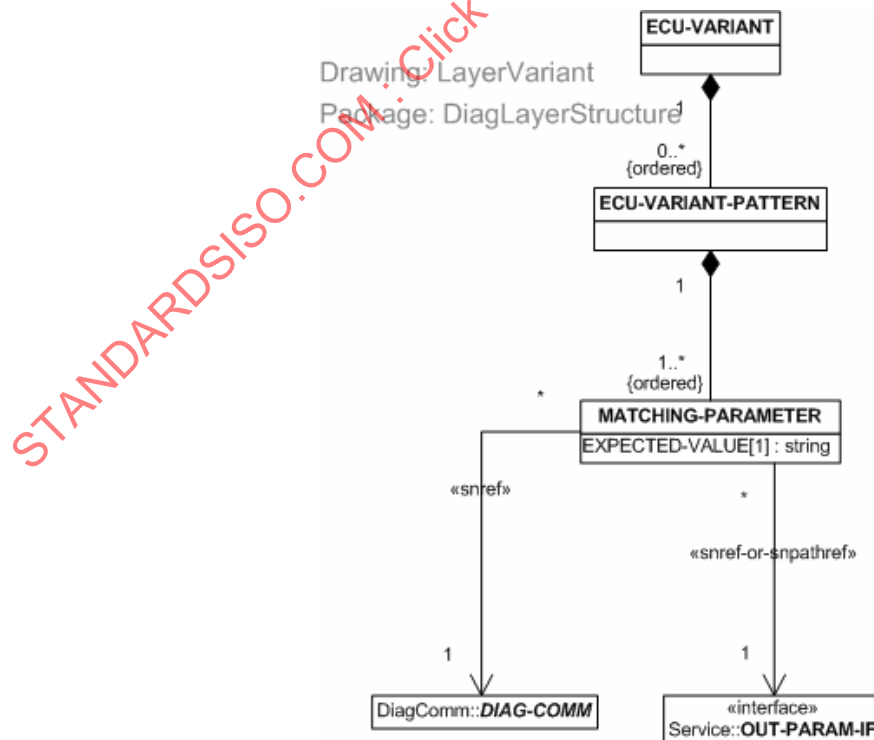 ECU-VARIANT
Drawing: LayerVariant
Package: DiagLayerStructure
1
0..*
{ordered}
ECU-VARIANT-PATTERN
1
1..*
{ordered}
*
MATCHING-PARAMETER
EXPECTED-VALUE[1] : string
«snref»
*
«snref-or-snpathref»
1
1
DiagComm::DIAG-COMM
«interface»
Service::OUT-PARAM-IF
STANDARDSISO.COM : Click